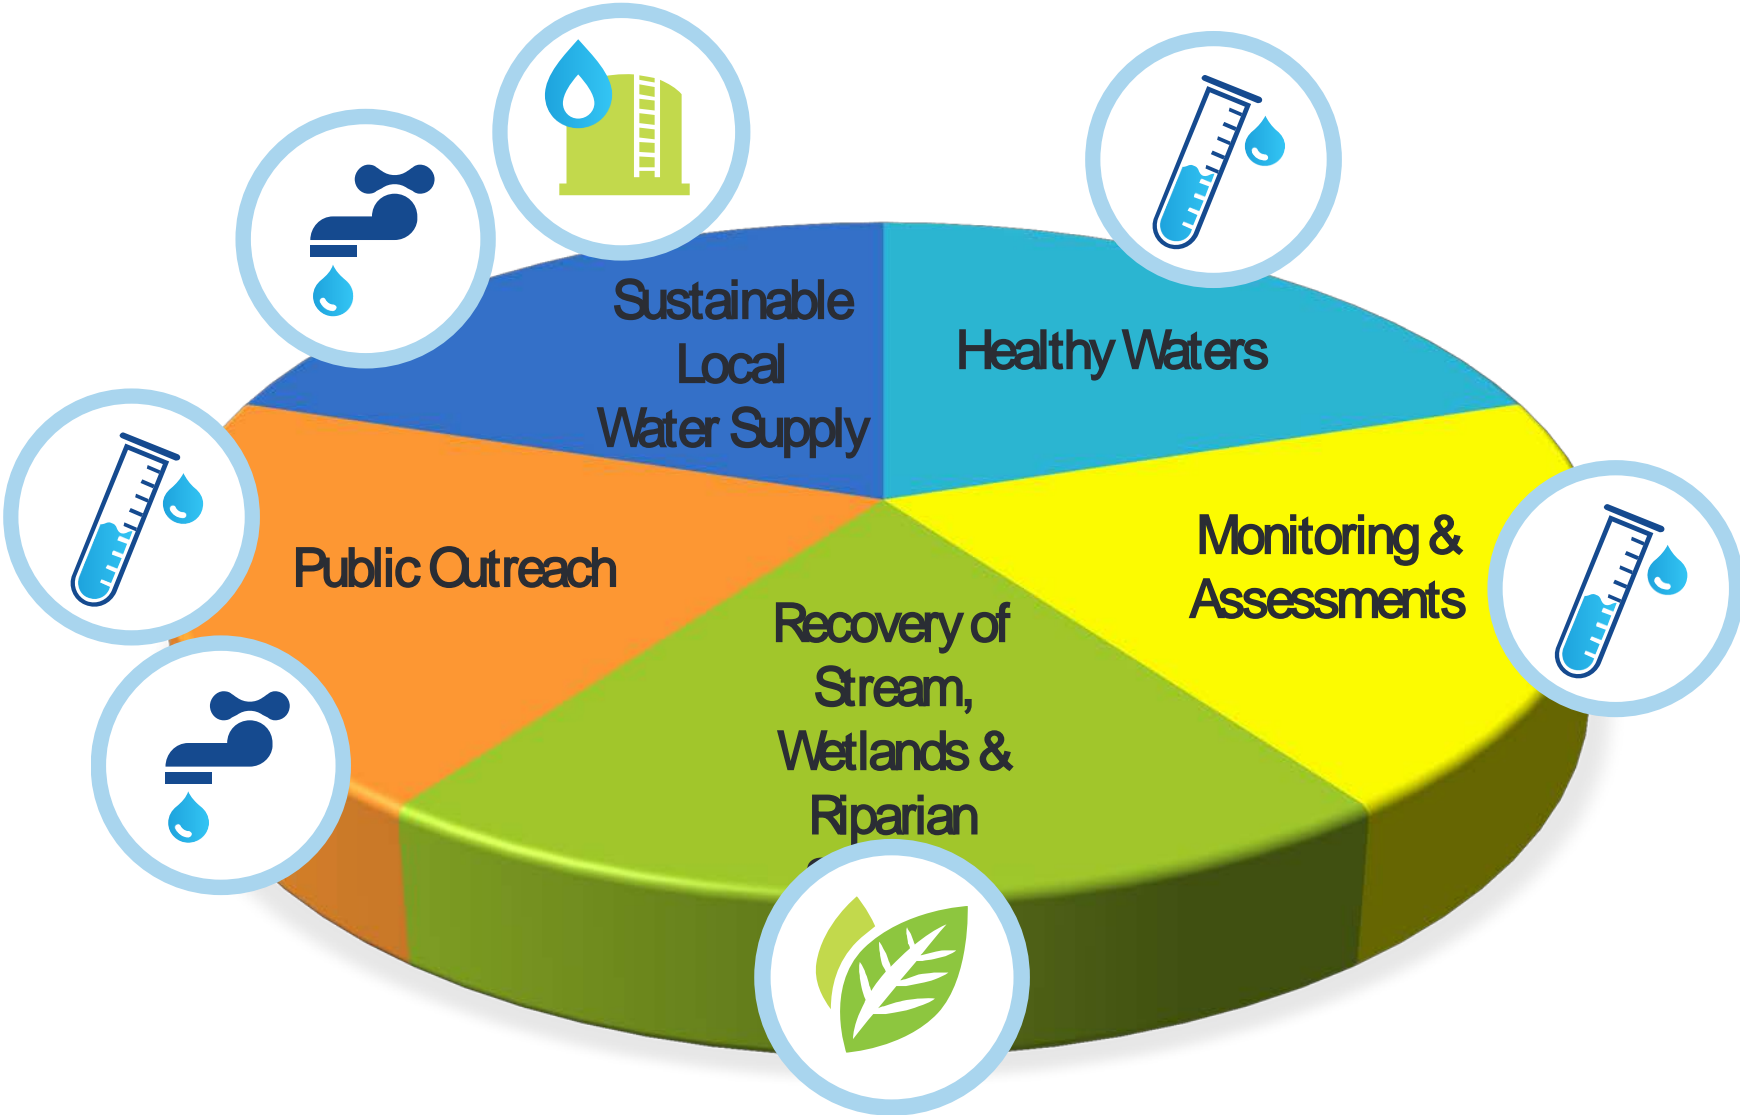 Sustainable
Local
Water Supply
Healthy Waters
Monitoring &
Assessments
Public Outreach
Recovery of
Stream,
Wetlands &
Riparian